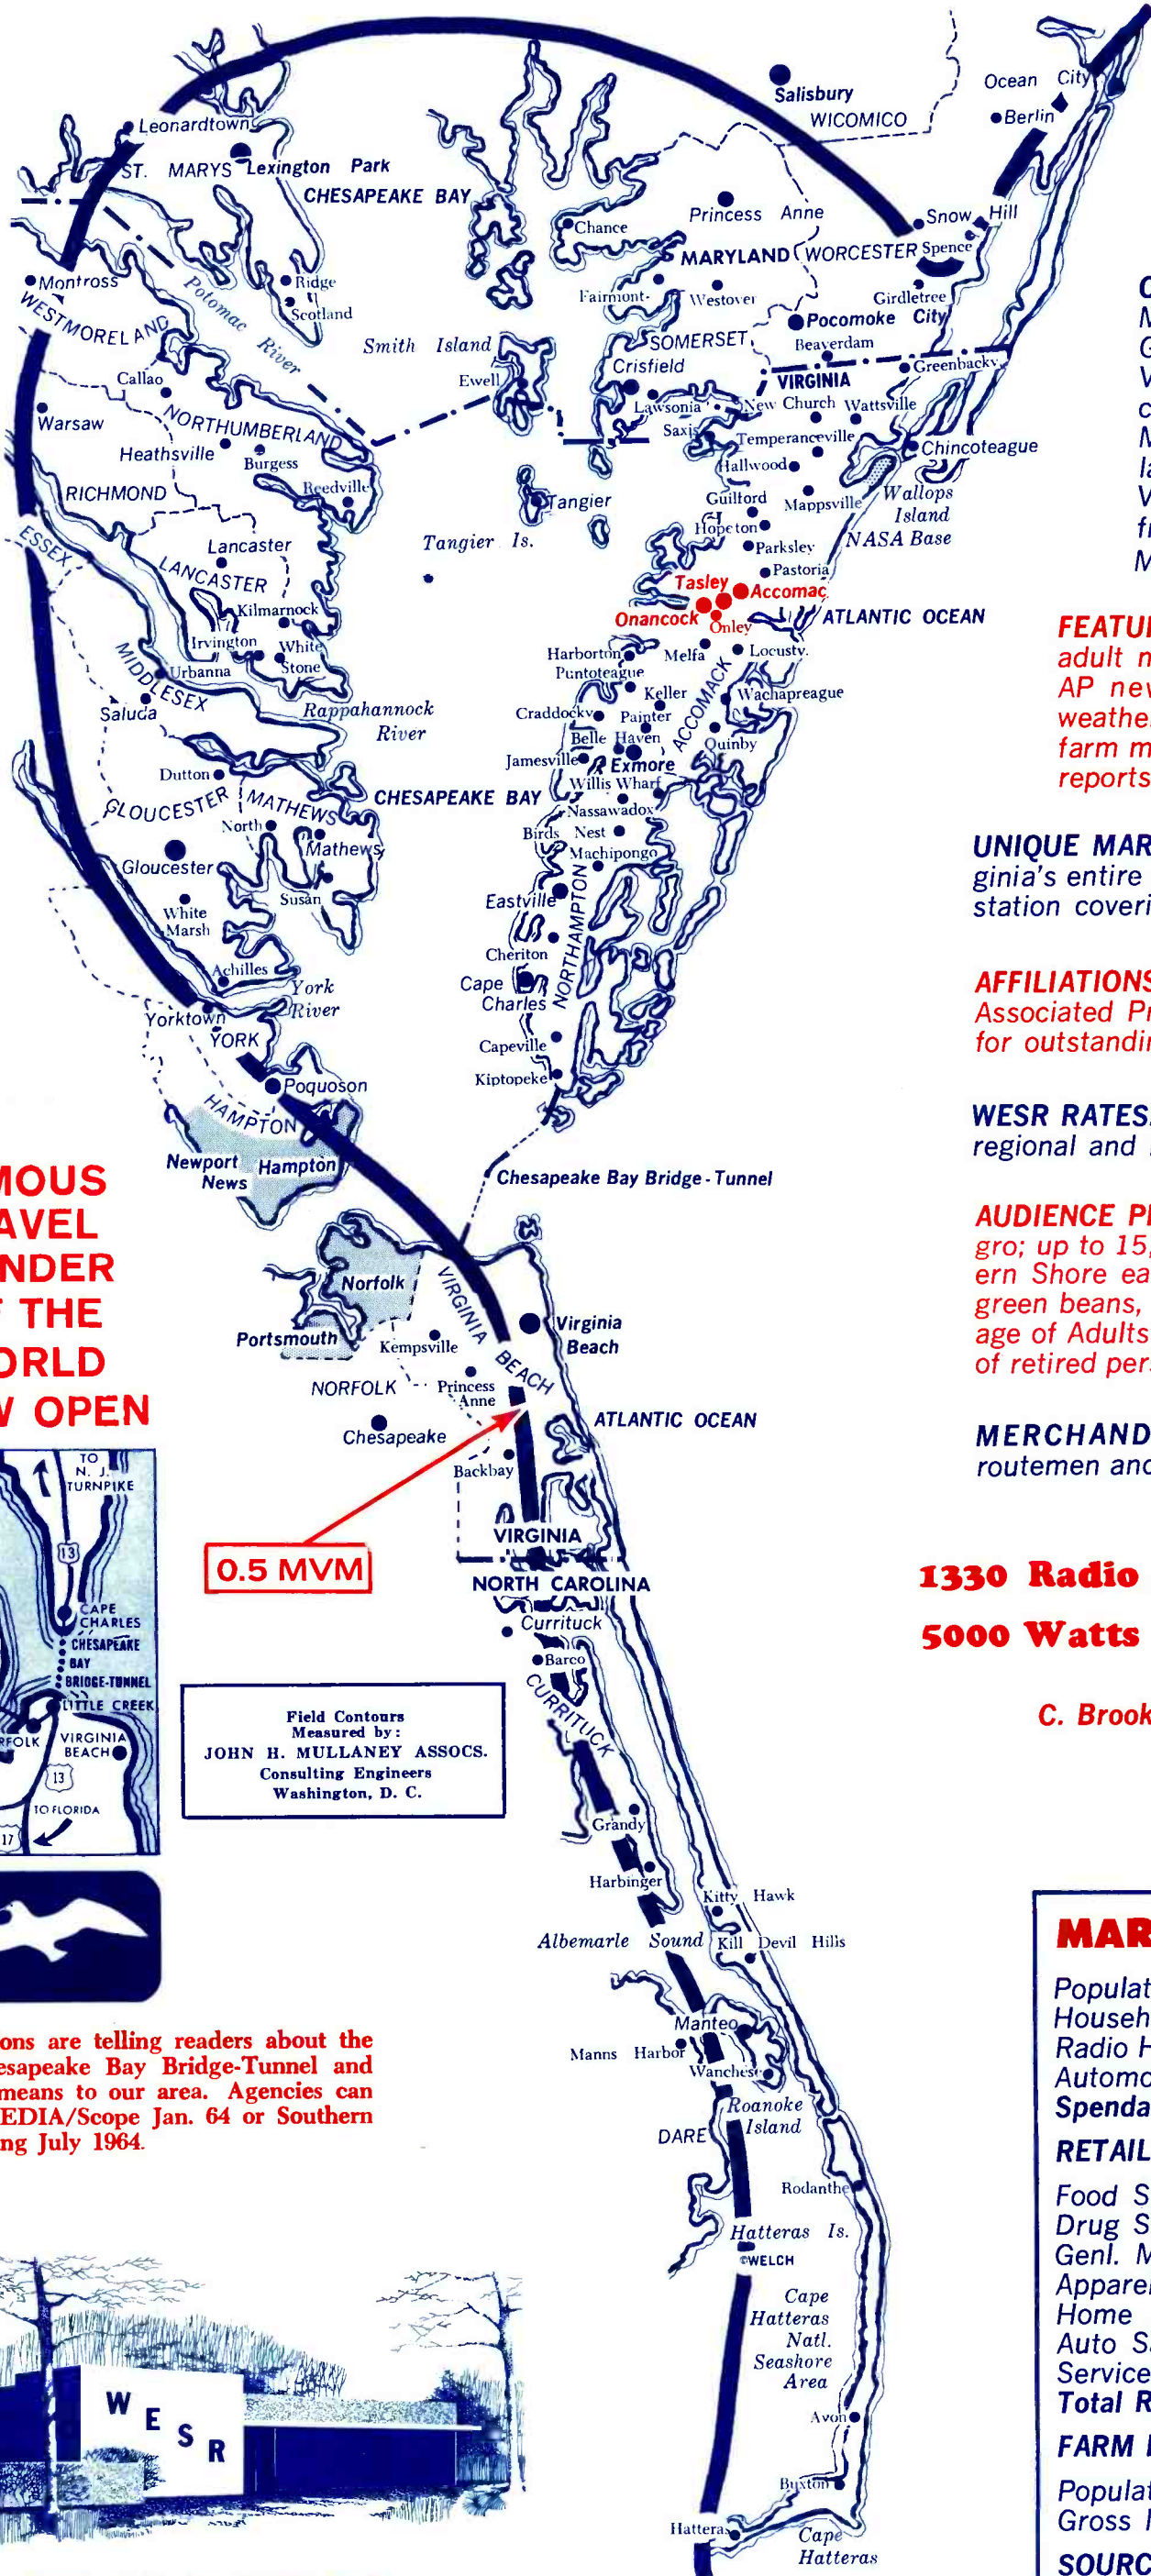 Ocean City
Salisbury
WICOMICO
Berlin
Leonardtown
ST. MARYS
Lexington Park
CHESAPEAKE BAY
Princess Anne
Snow Hill
Chance
MARYLAND
WORCESTER
Spence
Montross
Ridge
Scotland
WESTMORELAND
Potomac River
Fairmont
Westover
Girdletree
Pocomoke City
Smith Island
SOMERSET
Beaverdam
Crisfield
Greenbackv.
Callao
Ewell
VIRGINIA
Warsaw
NORTHUMBERLAND
Lawsonia
New Church
Wattsville
Saxis
Temperanceville
Chincoteague
Heathsville
Burgess
Hallwood
RICHMOND
Reedville
Tangier
Guilford
Mappsville
Wallops
Island
NASA Base
Hopeton
ESSEX
Lancaster
Tangier Is.
Parksley
Pastoria
LANCASTER
Tasley
Accomac
Kilmarnock
Onancock
Onley
ATLANTIC OCEAN
Irvington
White
Stone
Harborton
Melfa
Locustv.
MIDDLESEX
Urbanna
Puntoteague
Keller
ACCOMACK
Wachapreague
Saluda
Rappahannock
River
Craddockv.
Painter
Belle Haven
Quinby
Jamesville
Exmore
Dutton
Willis Wharf
GLOUCESTER
MATHEWS
CHESAPEAKE BAY
Nassawadox
North
Birds Nest
Mathews
Machipongo
Gloucester
Susan
Eastville
White
Marsh
NORTHAMPTON
Cheriton
Achilles
York
River
Cape
Charles
Yorktown
YORK
Capeville
Kiptopeke
Poquoson
HAMPTON
Newport
News
Hampton
Chesapeake Bay Bridge-Tunnel
Norfolk
VIRGINIA BEACH
Virginia
Beach
Portsmouth
Kempsville
NORFOLK
Princess
Anne
ATLANTIC OCEAN
Chesapeake
Backbay
VIRGINIA
0.5 MVM
NORTH CAROLINA
Currituck
Barco
CURRITUCK
Grandy
Harbinger
Kitty Hawk
Albemarle Sound
Kill Devil Hills
Manteo
Manns Harbor
Wanchese
Roanoke
Island
DARE
Rodanthe
Hatteras Is.
©WELCH
Cape
Hatteras
Natl.
Seashore
Area
Avon
Buxton
Hatteras
Cape
Hatteras
MOUS
AVEL
NDER
F THE
ORLD
W OPEN
TO
N. J.
TURNPIKE
13
CAPE
CHARLES
CHESAPEAKE
BAY
BRIDGE-TUNNEL
LITTLE CREEK
RFOLK
VIRGINIA
BEACH
13
TO FLORIDA
17
Field Contours
Measured by:
JOHN H. MULLANEY ASSOCS.
Consulting Engineers
Washington, D. C.
ons are telling readers about the
esapeake Bay Bridge-Tunnel and
means to our area. Agencies can
EDIA/Scope Jan. 64 or Southern
ng July 1964.
WESR
FEATU
adult m
AP nev
weathe
farm m
reports
UNIQUE MAR
ginia's entire
station coveri
AFFILIATIONS
Associated Pr
for outstandin
WESR RATES
regional and
AUDIENCE P
gro; up to 15,
ern Shore ea
green beans,
age of Adults
of retired per
MERCHAND
routemen and
1330 Radio
5000 Watts
C. Brook
MAR
Populat
Househ
Radio H
Automo
Spenda
RETAIL
Food S
Drug S
Genl. M
Apparel
Home
Auto S
Service
Total R
FARM
Populat
Gross
SOURC